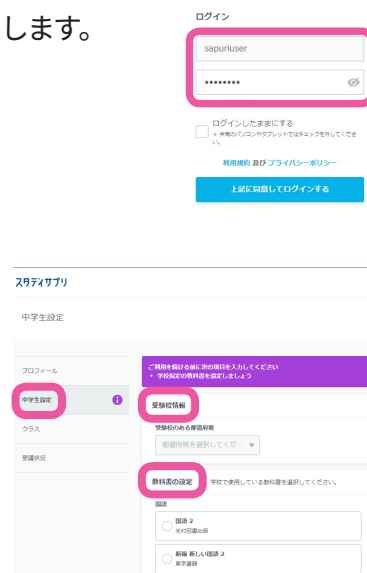 します。
ログイン
sapuriuser
••••••••
ログインしたままにする
※ 共有のパソコンやタブレットではチェックを外してください。
利用規約 及び プライバシーポリシー
上記に同意してログインする
スタディサプリ
中学生設定
プロフィール
中学生設定
クラス
受講状況
ご利用を続ける前に次の項目を入力してください
• 学校指定の教科書を設定しましょう
受験校情報
受験校のある都道府県
都道府県を選択してくだ…
教科書の設定
学校で使用している教科書を選択してください。
国語
国語 2
光村図書出版
新編 新しい国語 2
東京書籍